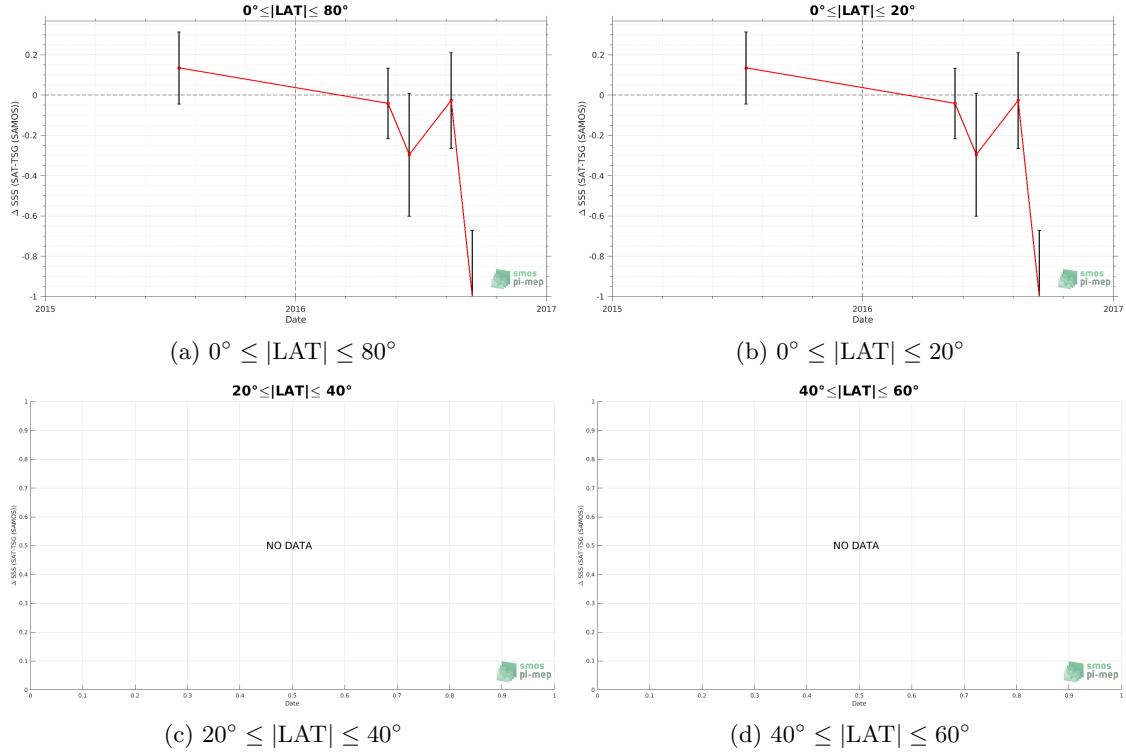 0°≤|LAT|≤ 80°
0.2
0
-0.2
-0.4
-0.6
-0.8
-1
Δ SSS (SAT-TSG (SAMOS))
2015
2016
2017
Date
smos
pi-mep
(a) 0° ≤ |LAT| ≤ 80°
0°≤|LAT|≤ 20°
0.2
0
-0.2
-0.4
-0.6
-0.8
-1
Δ SSS (SAT-TSG (SAMOS))
2015
2016
2017
Date
smos
pi-mep
(b) 0° ≤ |LAT| ≤ 20°
20°≤|LAT|≤ 40°
1
0.9
0.8
0.7
0.6
0.5
0.4
0.3
0.2
0.1
0
Δ SSS (SAT-TSG (SAMOS))
NO DATA
0
0.1
0.2
0.3
0.4
0.5
0.6
0.7
0.8
0.9
1
Date
smos
pi-mep
(c) 20° ≤ |LAT| ≤ 40°
40°≤|LAT|≤ 60°
1
0.9
0.8
0.7
0.6
0.5
0.4
0.3
0.2
0.1
0
Δ SSS (SAT-TSG (SAMOS))
NO DATA
0
0.1
0.2
0.3
0.4
0.5
0.6
0.7
0.8
0.9
1
Date
smos
pi-mep
(d) 40° ≤ |LAT| ≤ 60°